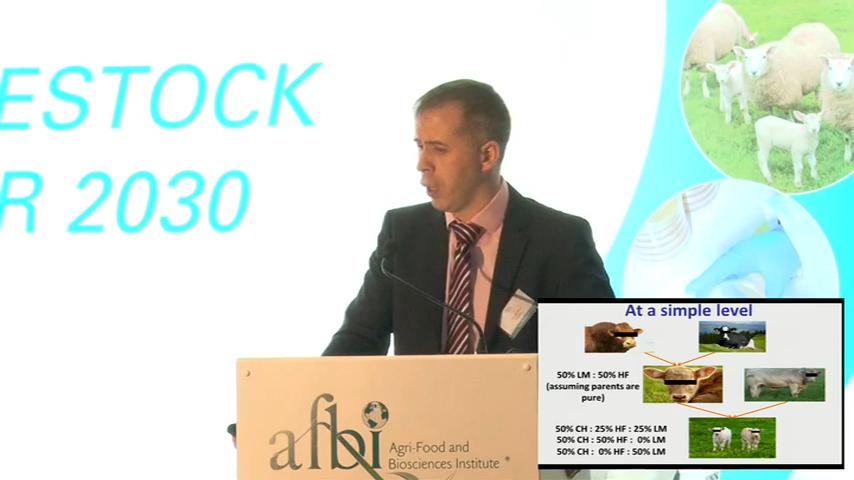 ESTOCK
R 2030
At a simple level
50% LM : 50% HF
(assuming parents are
pure)
50% CH : 25% HF : 25% LM
50% CH : 50% HF : 0% LM
50% CH : 0% HF : 50% LM
afbi
Agri-Food and
Biosciences Institute